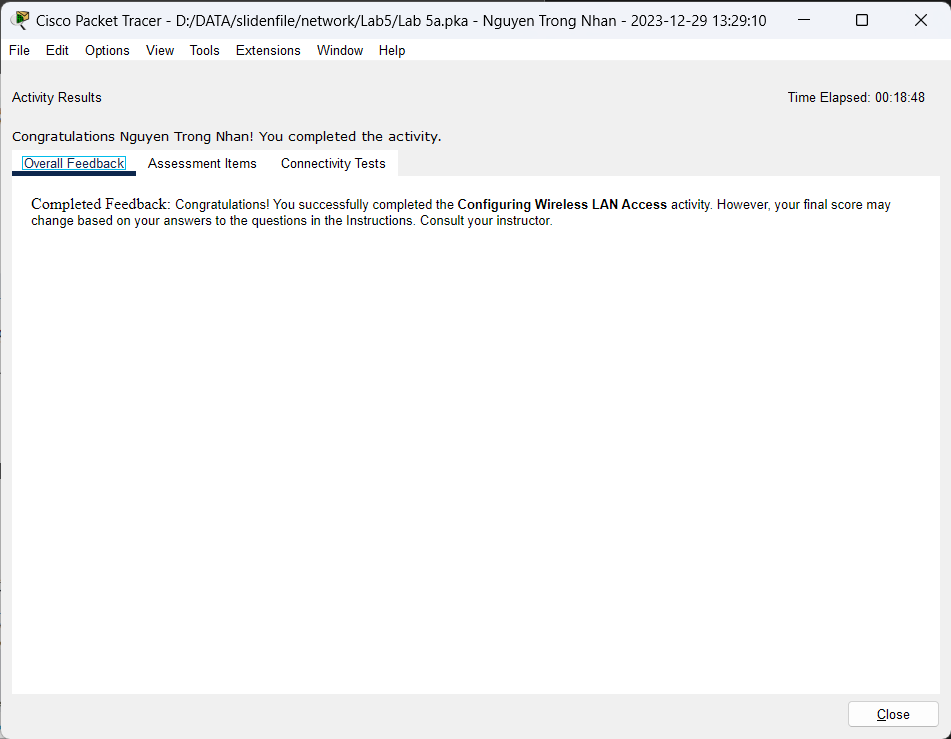 Cisco Packet Tracer - D:/DATA/slidenfile/network/Lab5/Lab 5a.pka - Nguyen Trong Nhan - 2023-12-29 13:29:10
File Edit Options View Tools Extensions Window Help
Activity Results Time Elapsed: 00:18:48
Congratulations Nguyen Trong Nhan! You completed the activity.
Overall Feedback Assessment Items Connectivity Tests
Completed Feedback: Congratulations! You successfully completed the Configuring Wireless LAN Access activity. However, your final score may
change based on your answers to the questions in the Instructions. Consult your instructor.
Close